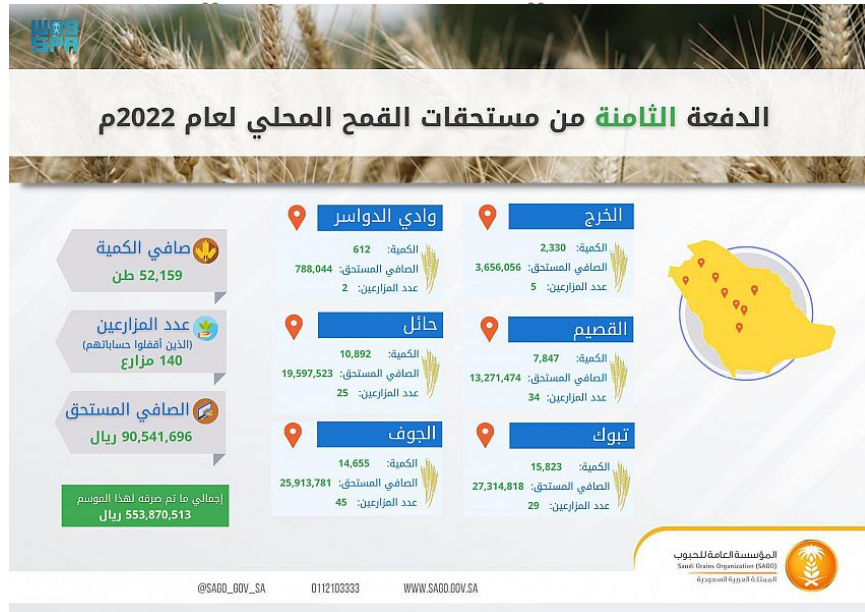 واس
SPA
الدفعة الثامنة من مستحقات القمح المحلي لعام 2022م
الخرج
الكمية: 2,330
الصافي المستحق: 3,656,056
عدد المزارعين: 5
وادي الدواسر
الكمية: 612
الصافي المستحق: 788,044
عدد المزارعين: 2
القصيم
الكمية: 7,847
الصافي المستحق: 13,271,474
عدد المزارعين: 34
حائل
الكمية: 10,892
الصافي المستحق: 19,597,523
عدد المزارعين: 25
تبوك
الكمية: 15,823
الصافي المستحق: 27,314,818
عدد المزارعين: 29
الجوف
الكمية: 14,655
الصافي المستحق: 25,913,781
عدد المزارعين: 45
صافي الكمية
52,159 طن
عدد المزارعين
(الذين أقفلوا حساباتهم)
140 مزارع
الصافي المستحق
90,541,696 ريال
إجمالي ما تم صرفه لهذا الموسم
553,870,513 ريال
المؤسسة العامة للحبوب
Saudi Grains Organization (SAGO)
المملكة العربية السعودية
@SAGO_GOV_SA 0112103333 WWW.SAGO.GOV.SA